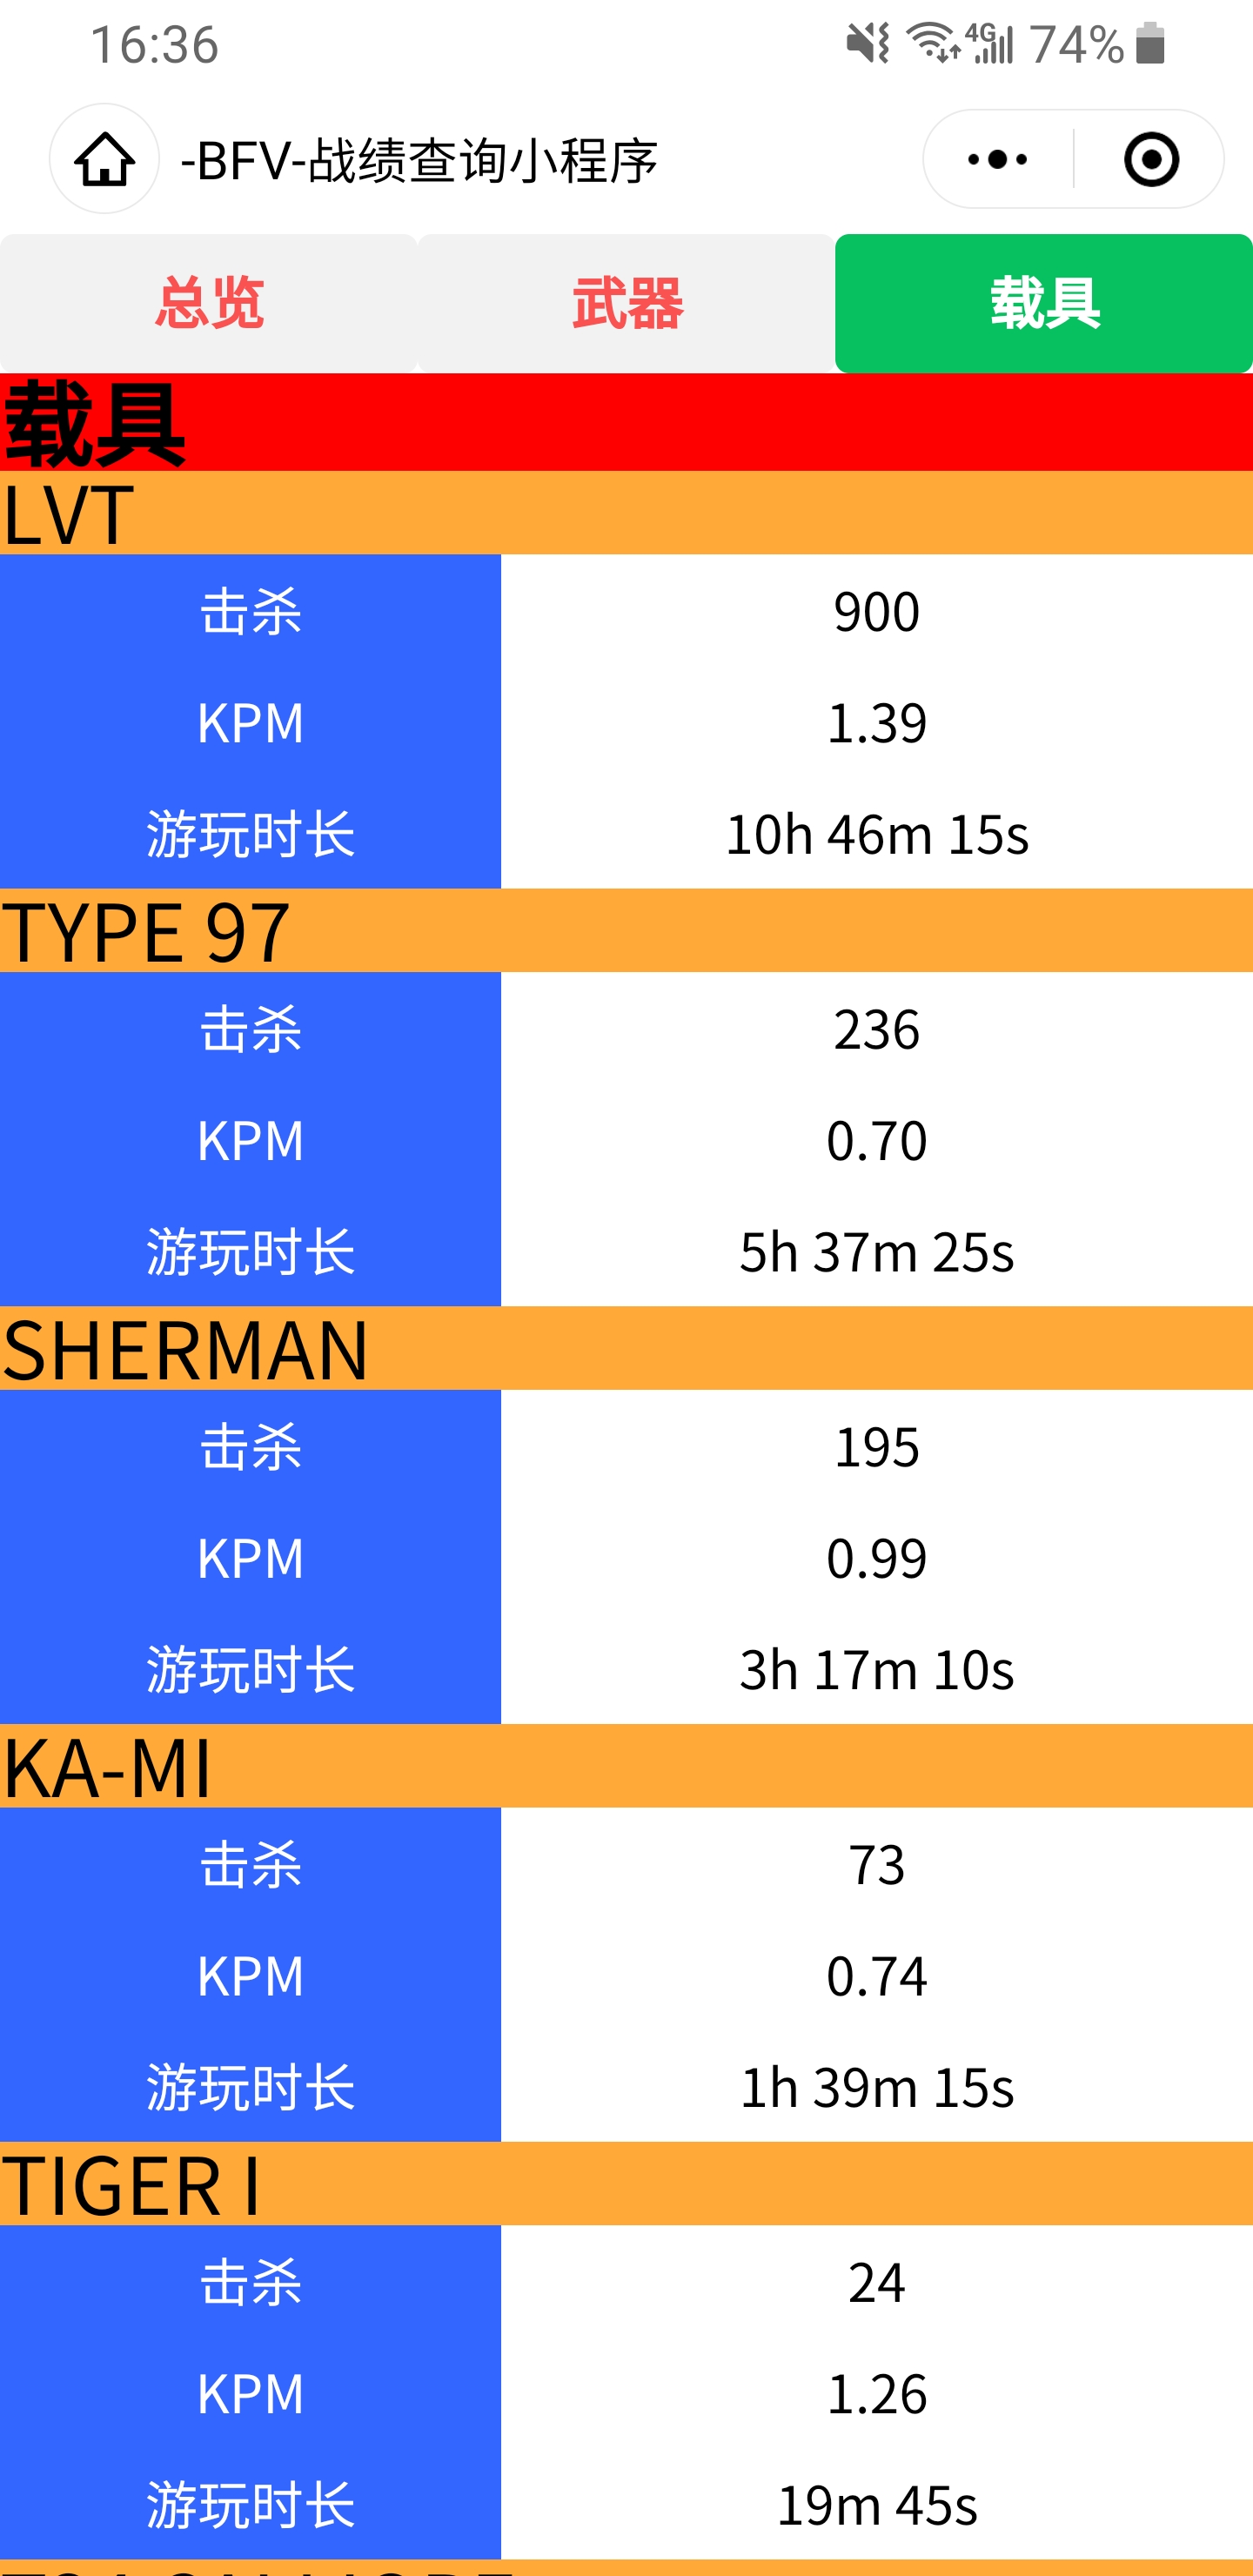 16:36 4G 74%
-BFV-战绩查询小程序
总览 武器 载具
载具
LVT
击杀 900
KPM 1.39
游玩时长 10h 46m 15s
TYPE 97
击杀 236
KPM 0.70
游玩时长 5h 37m 25s
SHERMAN
击杀 195
KPM 0.99
游玩时长 3h 17m 10s
KA-MI
击杀 73
KPM 0.74
游玩时长 1h 39m 15s
TIGER I
击杀 24
KPM 1.26
游玩时长 19m 45s